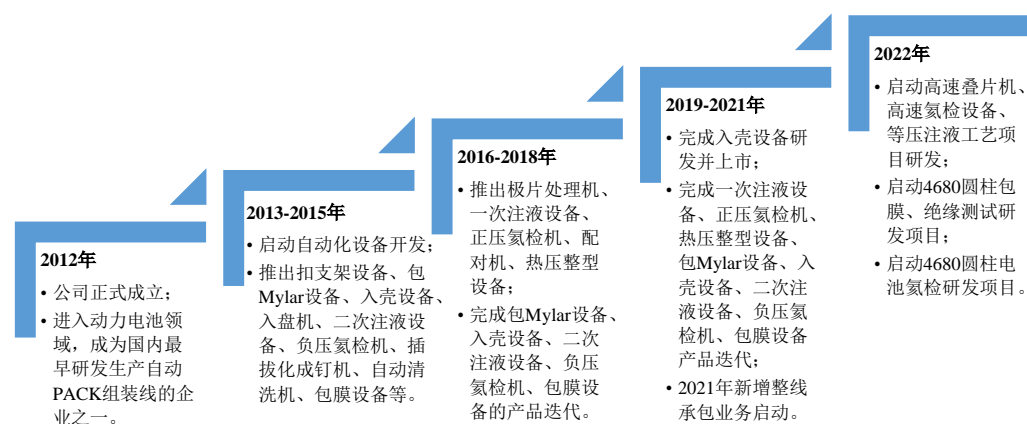 2012年
• 公司正式成立；
• 进入动力电池领
域，成为国内最
早研发生产自动
PACK组装线的企
业之一。
2013-2015年
• 启动自动化设备开发；
• 推出扣支架设备、包
Mylar设备、入壳设备、
入盘机、二次注液设
备、负压氦检机、插
拔化成钉机、自动清
洗机、包膜设备等。
2016-2018年
• 推出极片处理机、
一次注液设备、
正压氦检机、配
对机、热压整型
设备；
• 完成包Mylar设备、
入壳设备、二次
注液设备、负压
氦检机、包膜设
备的产品迭代。
2019-2021年
• 完成入壳设备研
发并上市；
• 完成一次注液设
备、正压氦检机、
热压整型设备、
包Mylar设备、入
壳设备、二次注
液设备、负压氦
检机、包膜设备
产品迭代；
• 2021年新增整线
承包业务启动。
2022年
• 启动高速叠片机、
高速氦检设备、
等压注液工艺项
目研发；
• 启动4680圆柱包
膜、绝缘测试研
发项目；
• 启动4680圆柱电
池氦检研发项目。